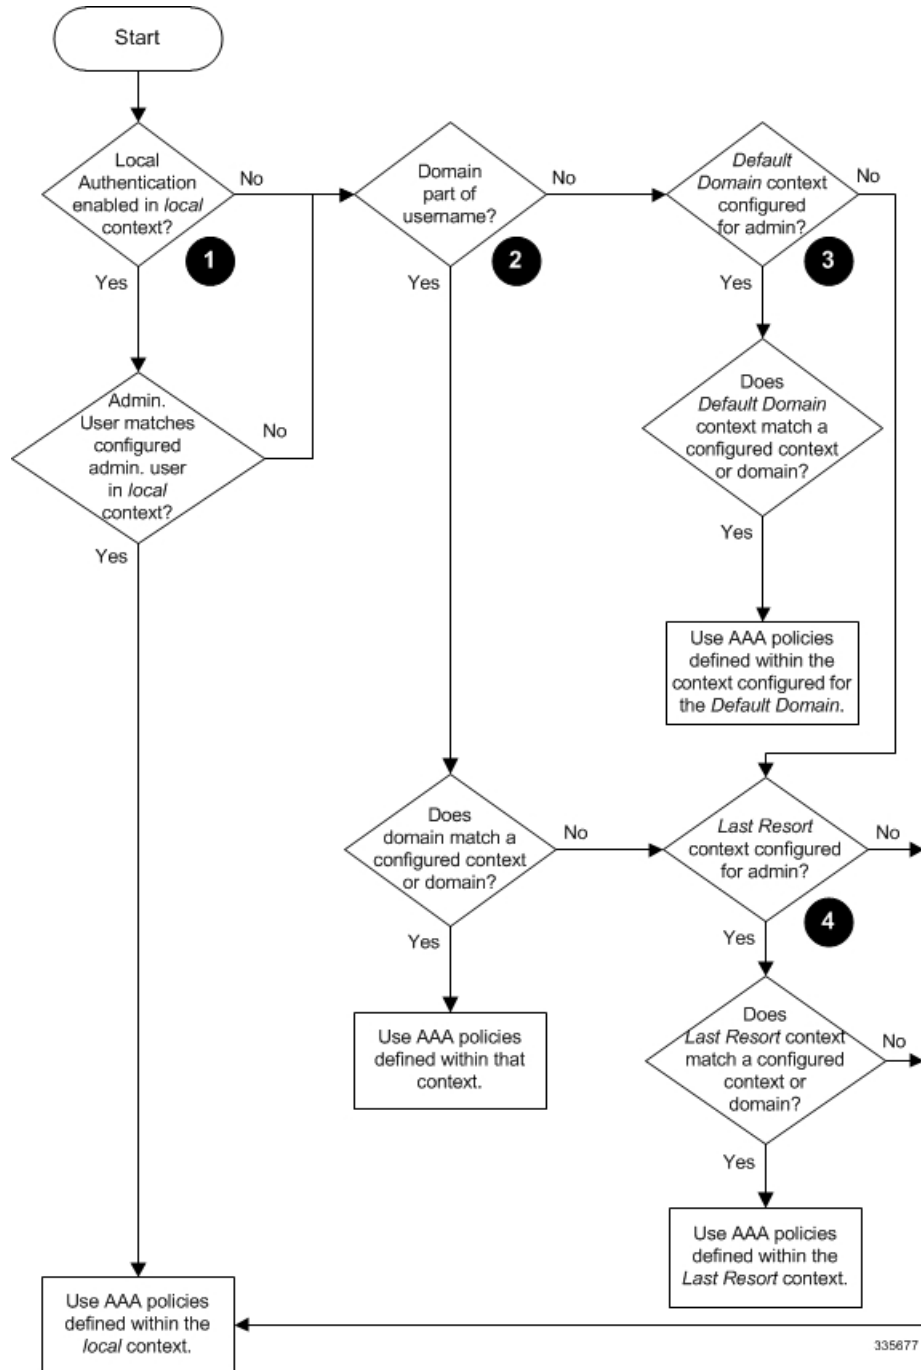 Start
Local
Authentication
enabled in local
context?
No
Yes
1
Domain
part of
username?
No
Yes
2
Default
Domain context
configured
for admin?
No
Yes
3
Admin.
User matches
configured
admin. user
in local
context?
No
Yes
Does
Default Domain
context match a
configured context
or domain?
Yes
Use AAA policies
defined within the
context configured for
the Default Domain.
Does
domain match a
configured context
or domain?
No
Yes
Last Resort
context configured
for admin?
No
Yes
4
Use AAA policies
defined within that
context.
Does
Last Resort context
match a configured
context or
domain?
No
Yes
Use AAA policies
defined within the
Last Resort context.
Use AAA policies
defined within the
local context.
335677